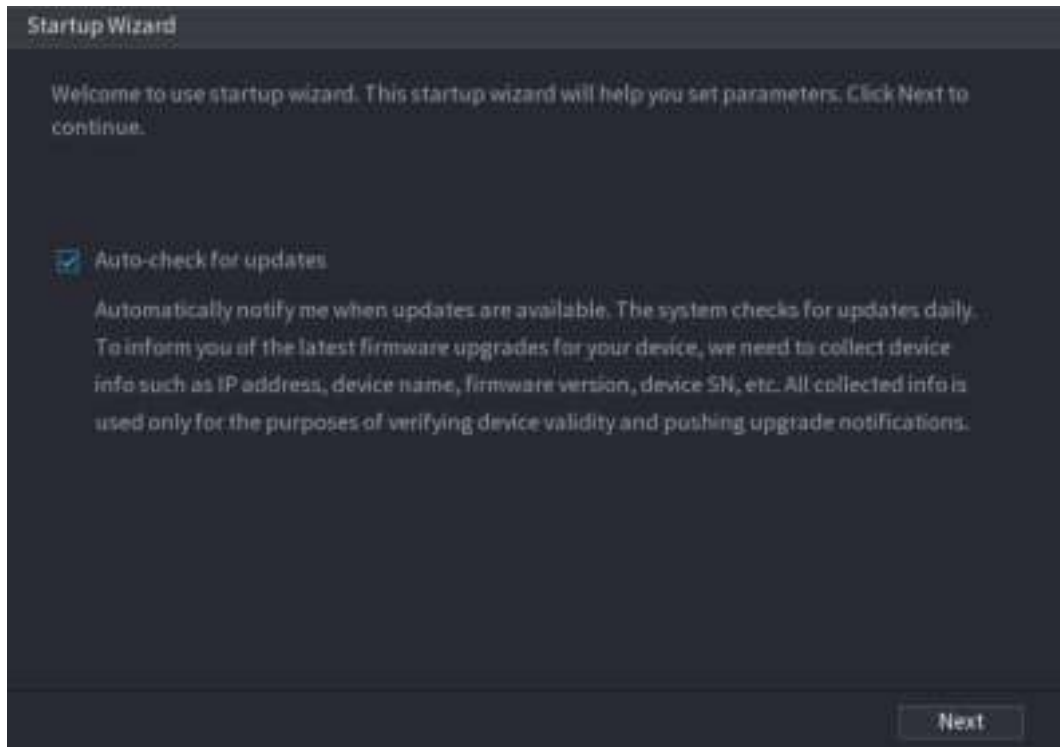 Startup Wizard
Welcome to use startup wizard. This startup wizard will help you set parameters. Click Next to
continue.
Auto-check for updates
Automatically notify me when updates are available. The system checks for updates daily.
To inform you of the latest firmware upgrades for your device, we need to collect device
info such as IP address, device name, firmware version, device SN, etc. All collected info is
used only for the purposes of verifying device validity and pushing upgrade notifications.
Next